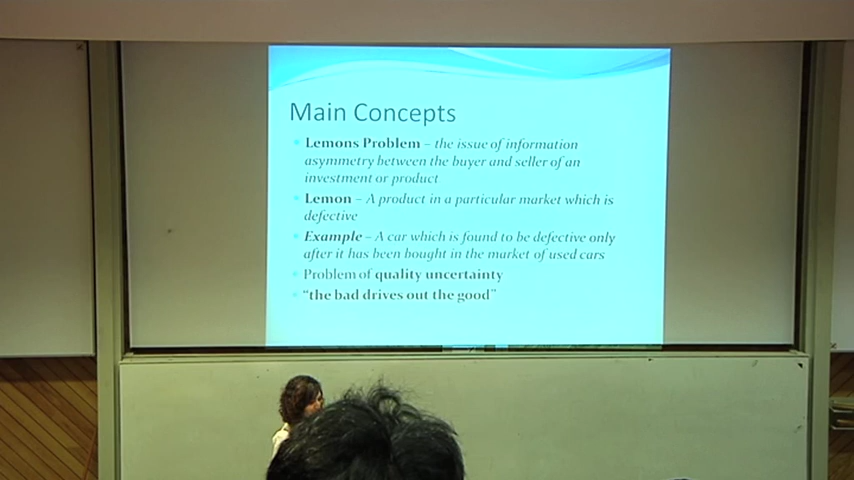 Main Concepts
Lemons Problem – the issue of information
asymmetry between the buyer and seller of an
investment or product
Lemon – A product in a particular market which is
defective
Example – A car which is found to be defective only
after it has been bought in the market of used cars
Problem of quality uncertainty
"the bad drives out the good"